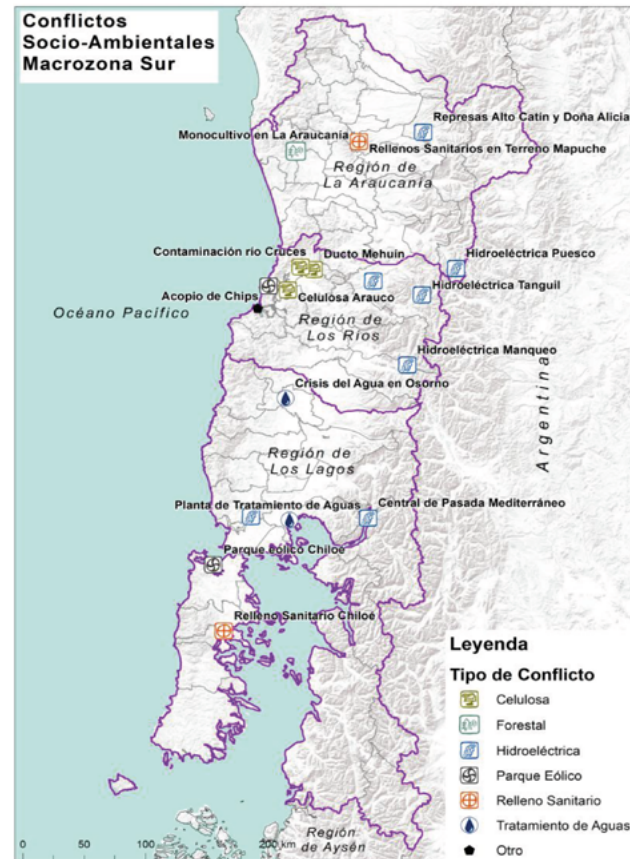 Conflictos
Socio-Ambientales
Macrozona Sur
Represas Alto Catin y Doña Alicia
Monocultivo en La Araucanía
Rellenos Sanitarios en Terreno Mapuche
Región de
La Araucanía
Contaminación río Cruces
Ducto Mehuin
Hidroeléctrica Puesco
Hidroeléctrica Tanguil
Acopio de Chips
Celulosa Arauco
Océano Pacífico
Región de
Los Ríos
Hidroeléctrica Manqueo
Crisis del Agua en Osorno
Argentina
Región de
Los Lagos
Planta de Tratamiento de Aguas
Central de Pasada Mediterráneo
Parque eólico Chiloé
Relleno Sanitario Chiloé
Leyenda
Tipo de Conflicto
Celulosa
Forestal
Hidroeléctrica
Parque Eólico
Relleno Sanitario
Tratamiento de Aguas
Otro
0 50 100 200 km
Región
de Aysén